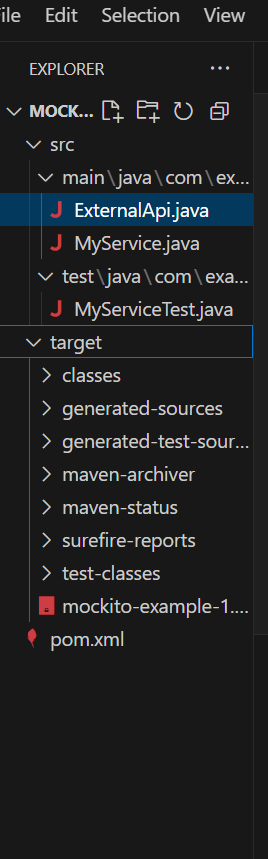 File Edit Selection View
EXPLORER ...
MOCK...
src
main\java\com\ex...
ExternalApi.java
MyService.java
test\java\com\exa...
MyServiceTest.java
target
classes
generated-sources
generated-test-sour...
maven-archiver
maven-status
surefire-reports
test-classes
mockito-example-1....
pom.xml